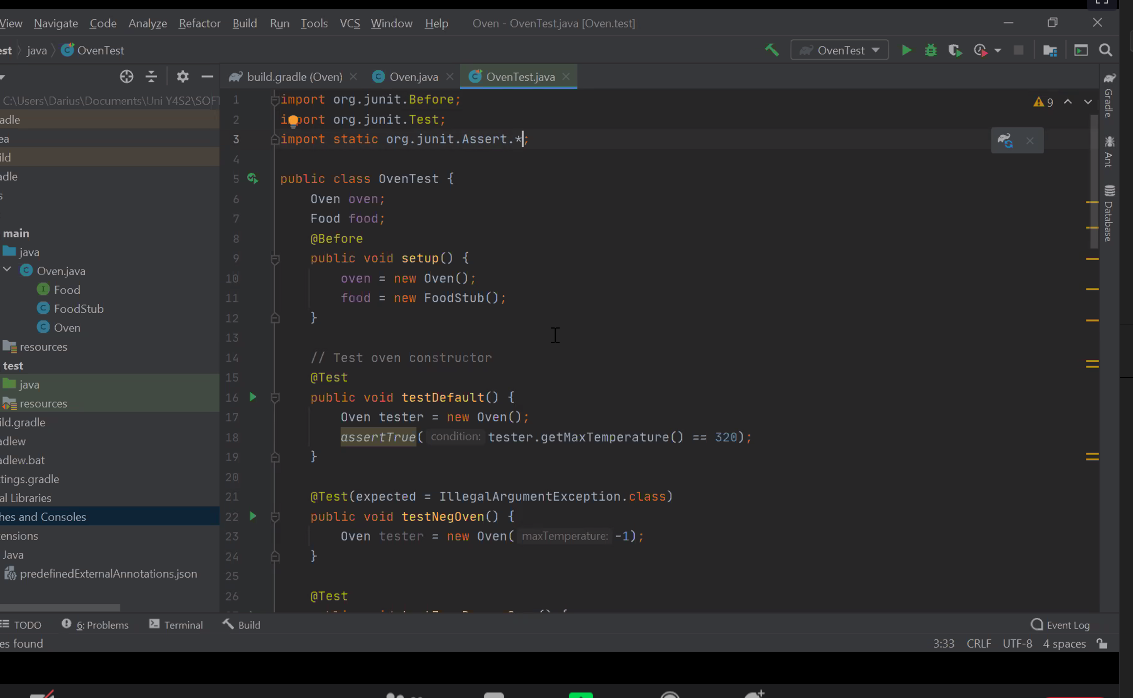 View Navigate Code Analyze Refactor Build Run Tools VCS Window Help Oven - OvenTest.java [Oven.test]
est java OvenTest OvenTest
build.gradle (Oven) Oven.java OvenTest.java
C:\Users\Darius\Documents\Uni Y4S2\SOFT
adle
ea
ild
adle
s
main
java
Oven.java
Food
FoodStub
Oven
resources
test
java
resources
ild.gradle
adlew
adlew.bat
ttings.gradle
al Libraries
ches and Consoles
tensions
Java
predefinedExternalAnnotations.json
1 import org.junit.Before;
2 import org.junit.Test;
3 import static org.junit.Assert.*;
4
5 public class OvenTest {
6 Oven oven;
7 Food food;
8 @Before
9 public void setup() {
10 oven = new Oven();
11 food = new FoodStub();
12 }
13
14 // Test oven constructor
15 @Test
16 public void testDefault() {
17 Oven tester = new Oven();
18 assertTrue( condition: tester.getMaxTemperature() == 320);
19 }
20
21 @Test(expected = IllegalArgumentException.class)
22 public void testNegOven() {
23 Oven tester = new Oven( maxTemperature: -1);
24 }
25
26 @Test
9
Gradle
Ant
Database
TODO 6: Problems Terminal Build Event Log
es found 3:33 CRLF UTF-8 4 spaces